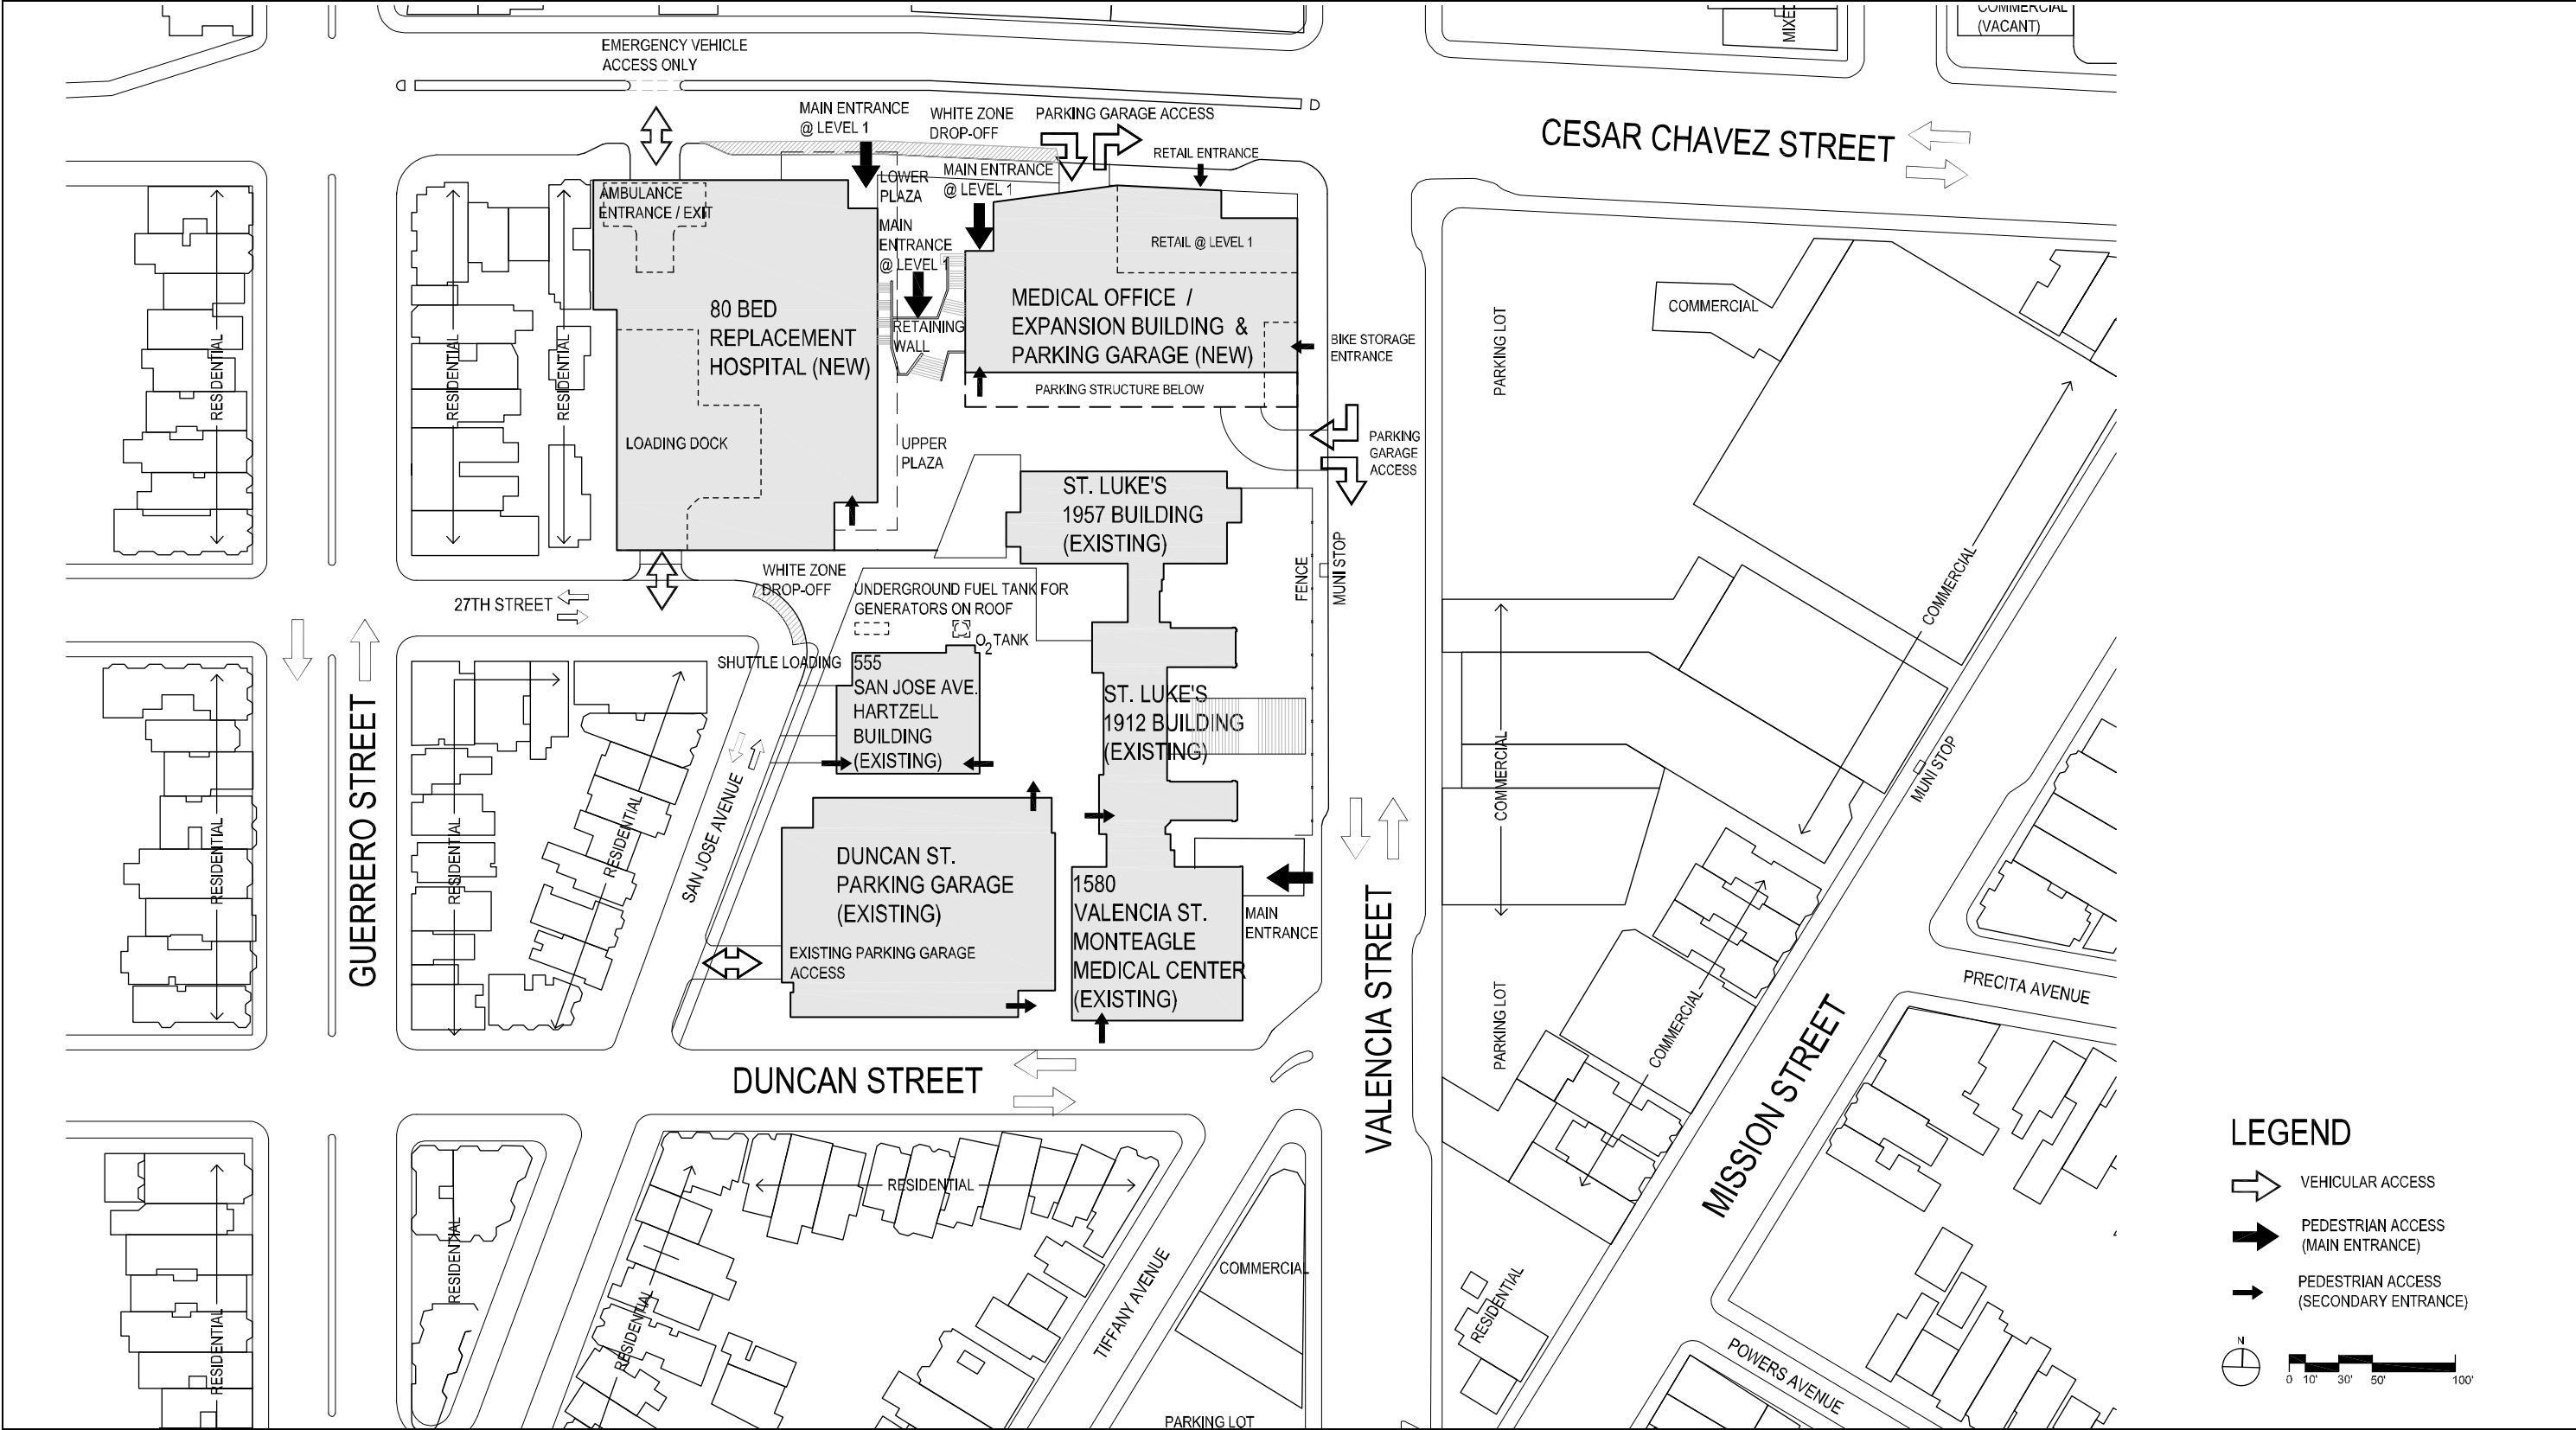 EMERGENCY VEHICLE
ACCESS ONLY
COMMERCIAL
(VACANT)
MAIN ENTRANCE
@ LEVEL 1
WHITE ZONE
DROP-OFF
PARKING GARAGE ACCESS
RETAIL ENTRANCE
CESAR CHAVEZ STREET
AMBULANCE
ENTRANCE / EXIT
LOWER
PLAZA
MAIN ENTRANCE
@ LEVEL 1
MAIN
ENTRANCE
@ LEVEL 1
RETAIL @ LEVEL 1
80 BED
REPLACEMENT
HOSPITAL (NEW)
RETAINING
WALL
MEDICAL OFFICE /
EXPANSION BUILDING &
PARKING GARAGE (NEW)
BIKE STORAGE
ENTRANCE
PARKING STRUCTURE BELOW
COMMERCIAL
PARKING LOT
RESIDENTIAL
RESIDENTIAL
RESIDENTIAL
LOADING DOCK
UPPER
PLAZA
PARKING
GARAGE
ACCESS
ST. LUKE'S
1957 BUILDING
(EXISTING)
FENCE
MUNI STOP
COMMERCIAL
27TH STREET
WHITE ZONE
DROP-OFF
UNDERGROUND FUEL TANK FOR
GENERATORS ON ROOF
O2 TANK
SHUTTLE LOADING
555
SAN JOSE AVE.
HARTZELL
BUILDING
(EXISTING)
ST. LUKE'S
1912 BUILDING
(EXISTING)
COMMERCIAL
MUNI STOP
GUERRERO STREET
RESIDENTIAL
RESIDENTIAL
RESIDENTIAL
SAN JOSE AVENUE
DUNCAN ST.
PARKING GARAGE
(EXISTING)
EXISTING PARKING GARAGE
ACCESS
1580
VALENCIA ST.
MONTEAGLE
MEDICAL CENTER
(EXISTING)
MAIN
ENTRANCE
VALENCIA STREET
PARKING LOT
COMMERCIAL
PRECITA AVENUE
MISSION STREET
DUNCAN STREET
RESIDENTIAL
RESIDENTIAL
RESIDENTIAL
RESIDENTIAL
TIFFANY AVENUE
COMMERCIAL
PARKING LOT
RESIDENTIAL
POWERS AVENUE
LEGEND
VEHICULAR ACCESS
PEDESTRIAN ACCESS
(MAIN ENTRANCE)
PEDESTRIAN ACCESS
(SECONDARY ENTRANCE)
N
0 10' 30' 50' 100'